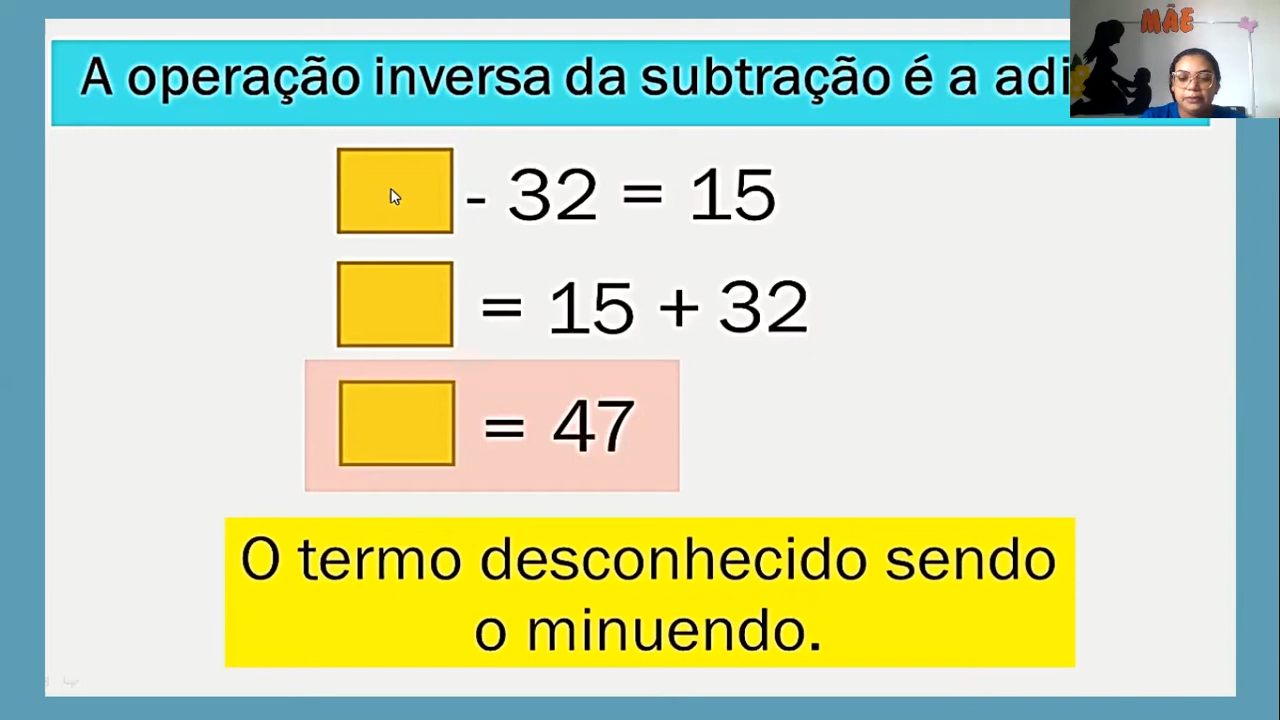 A operação inversa da subtração é a adi
MÃE
- 32 = 15
= 15 + 32
= 47
O termo desconhecido sendo
o minuendo.